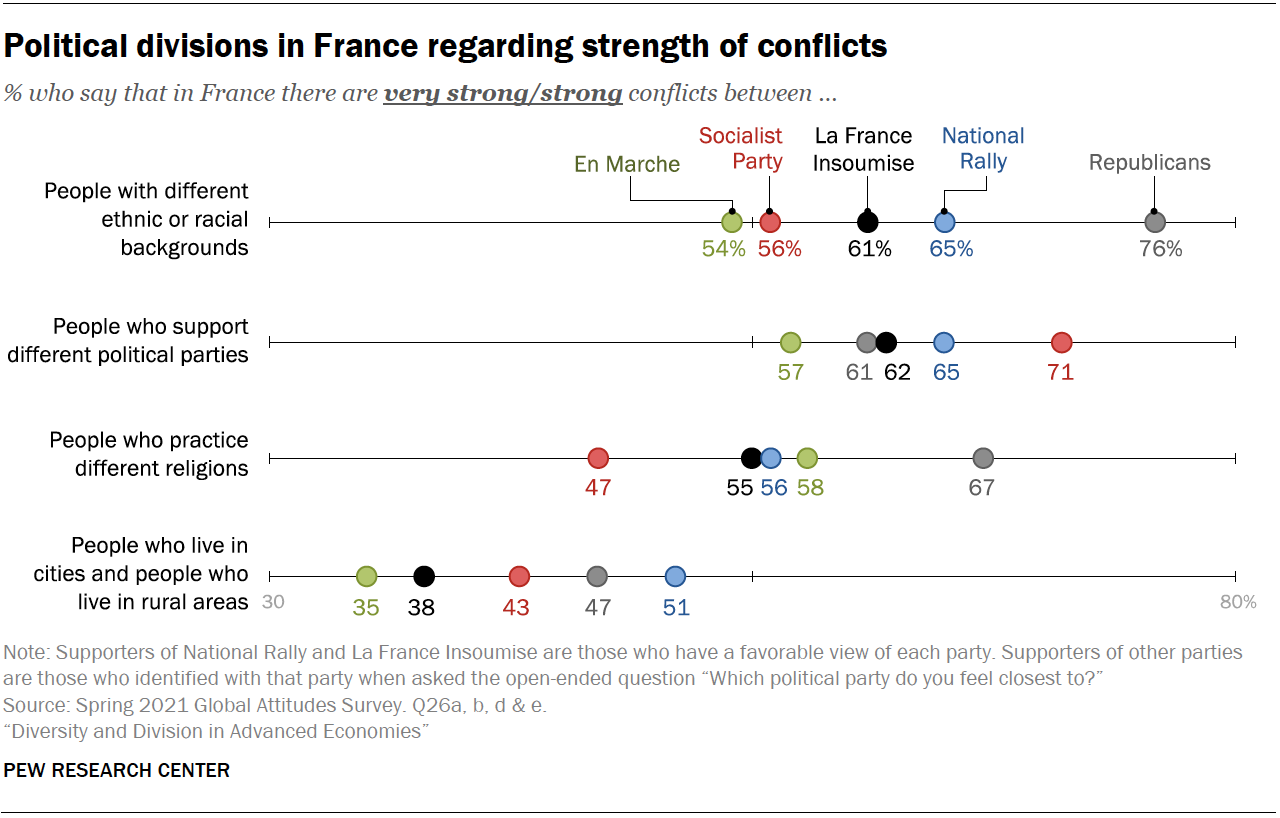 Political divisions in France regarding strength of conflicts
% who say that in France there are very strong/strong conflicts between ...
Socialist
Party
La France
Insoumise
National
Rally
En Marche
Republicans
People with different
ethnic or racial
backgrounds
54%
56%
61%
65%
76%
People who support
different political parties
57
61
62
65
71
People who practice
different religions
47
55
56
58
67
People who live in
cities and people who
live in rural areas
30
35
38
43
47
51
80%
Note: Supporters of National Rally and La France Insoumise are those who have a favorable view of each party. Supporters of other parties
are those who identified with that party when asked the open-ended question “Which political party do you feel closest to?”
Source: Spring 2021 Global Attitudes Survey. Q26a, b, d & e.
“Diversity and Division in Advanced Economies”
PEW RESEARCH CENTER